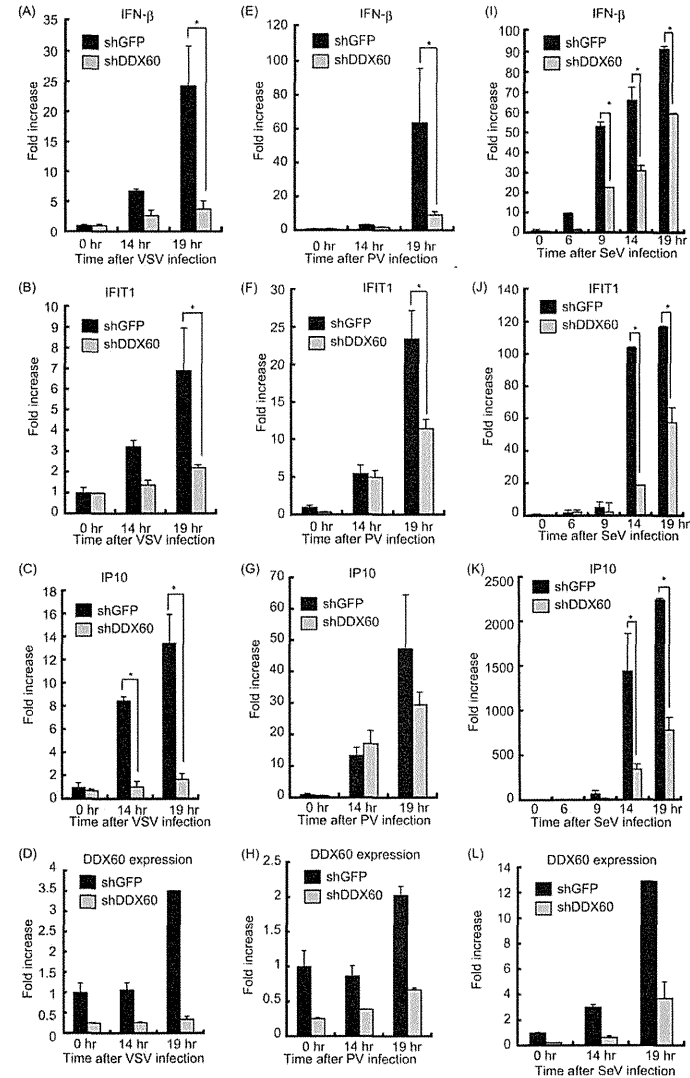 (A)
IFN-β
*
35
30
25
20
15
10
5
0
Fold increase
shGFP
shDDX60
0 hr 14 hr 19 hr
Time after VSV infection
(E)
IFN-β
*
120
100
80
60
40
20
0
Fold increase
shGFP
shDDX60
0 hr 14 hr 19 hr
Time after PV infection
(I)
IFN-β
* * *
100
90
80
70
60
50
40
30
20
10
0
Fold increase
shGFP
shDDX60
0 6 9 14 19 hr
Time after SeV infection
(B)
IFIT1
*
10
9
8
7
6
5
4
3
2
1
0
Fold increase
shGFP
shDDX60
0 hr 14 hr 19 hr
Time after VSV infection
(F)
IFIT1
*
30
25
20
15
10
5
0
Fold increase
shGFP
shDDX60
0 hr 14 hr 19 hr
Time after PV infection
(J)
IFIT1
* *
140
120
100
80
60
40
20
0
Fold increase
shGFP
shDDX60
0 6 9 14 19 hr
Time after SeV infection
(C)
IP10
* *
18
16
14
12
10
8
6
4
2
0
Fold increase
shGFP
shDDX60
0 hr 14 hr 19 hr
Time after VSV infection
(G)
IP10
70
60
50
40
30
20
10
0
Fold increase
shGFP
shDDX60
0 hr 14 hr 19 hr
Time after PV infection
(K)
IP10
* *
2500
2000
1500
1000
500
0
Fold increase
shGFP
shDDX60
0 6 9 14 19 hr
Time after SeV infection
(D)
DDX60 expression
4
3.5
3
2.5
2
1.5
1
0.5
0
Fold increase
shGFP
shDDX60
0 hr 14 hr 19 hr
Time after VSV infection
(H)
DDX60 expression
2.5
2
1.5
1
0.5
0
Fold increase
shGFP
shDDX60
0 hr 14 hr 19 hr
Time after PV infection
(L)
DDX60 expression
14
12
10
8
6
4
2
0
Fold increase
shGFP
shDDX60
0 hr 14 hr 19 hr
Time after SeV infection